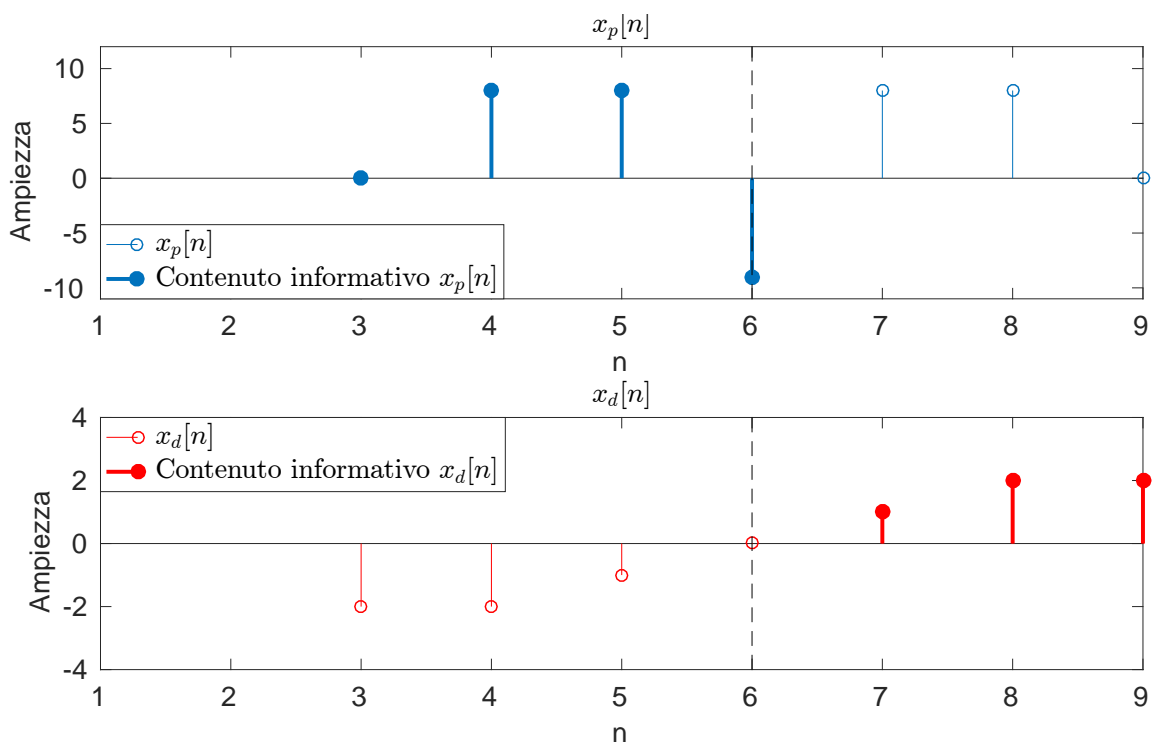 x_p[n]
10
5
0
-5
-10
Ampiezza
x_p[n]
Contenuto informativo x_p[n]
1 2 3 4 5 6 7 8 9
n
x_d[n]
4
2
0
-2
-4
Ampiezza
x_d[n]
Contenuto informativo x_d[n]
1 2 3 4 5 6 7 8 9
n